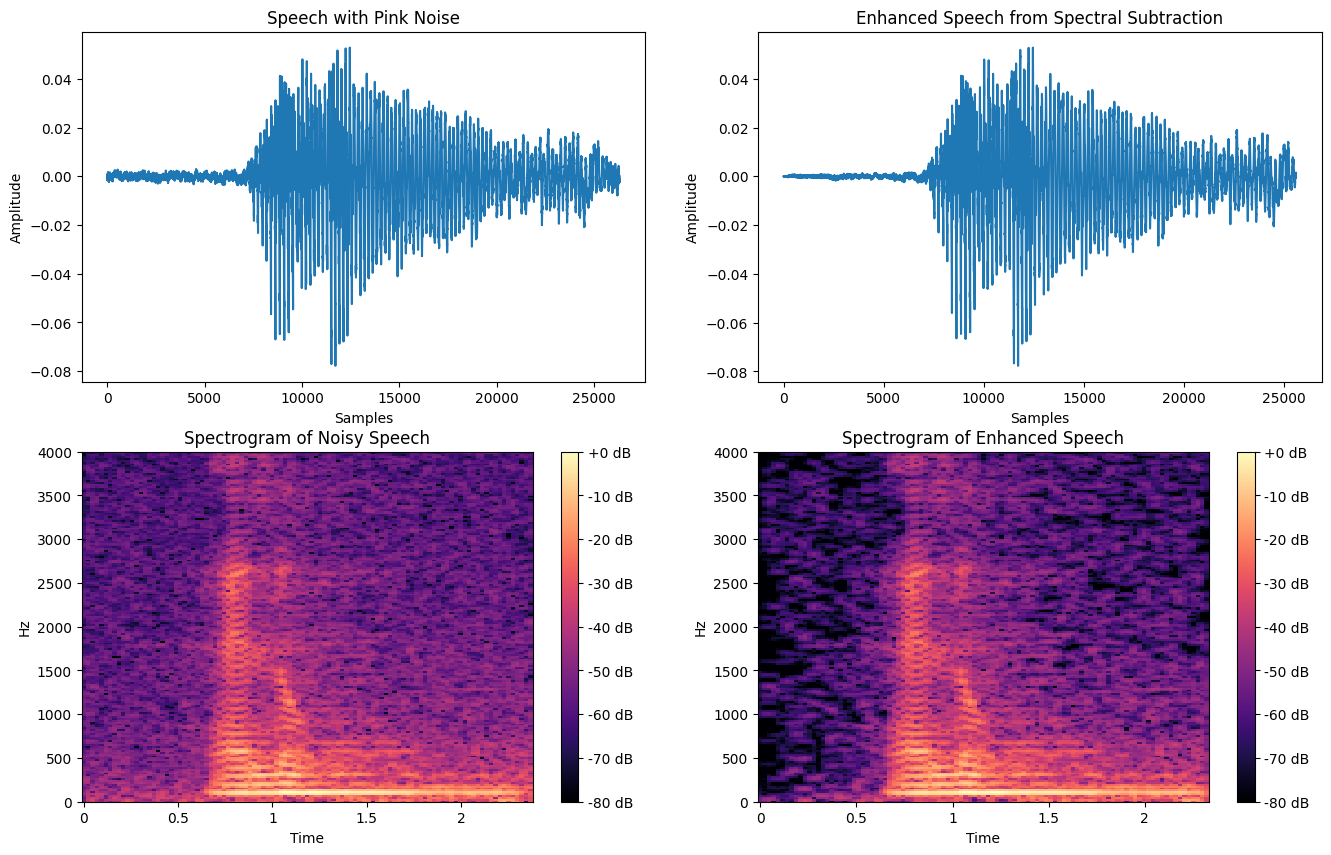 Speech with Pink Noise
0.04
0.02
0.00
−0.02
−0.04
−0.06
−0.08
Amplitude
0 5000 10000 15000 20000 25000
Samples
Enhanced Speech from Spectral Subtraction
0.04
0.02
0.00
−0.02
−0.04
−0.06
−0.08
Amplitude
0 5000 10000 15000 20000 25000
Samples
Spectrogram of Noisy Speech
4000
3500
3000
2500
2000
1500
1000
500
0
Hz
0 0.5 1 1.5 2
Time
+0 dB
-10 dB
-20 dB
-30 dB
-40 dB
-50 dB
-60 dB
-70 dB
-80 dB
Spectrogram of Enhanced Speech
4000
3500
3000
2500
2000
1500
1000
500
0
Hz
0 0.5 1 1.5 2
Time
+0 dB
-10 dB
-20 dB
-30 dB
-40 dB
-50 dB
-60 dB
-70 dB
-80 dB